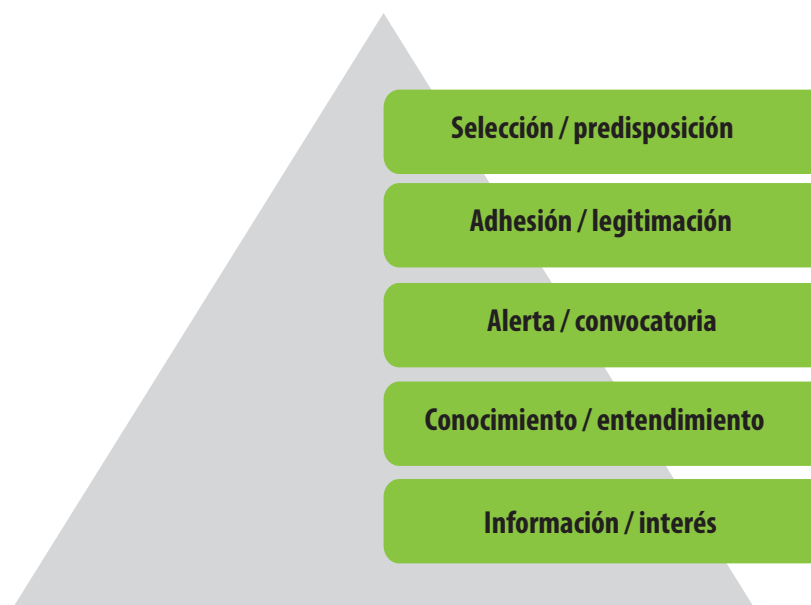 Selección / predisposición
Adhesión / legitimación
Alerta / convocatoria
Conocimiento / entendimiento
Información / interés